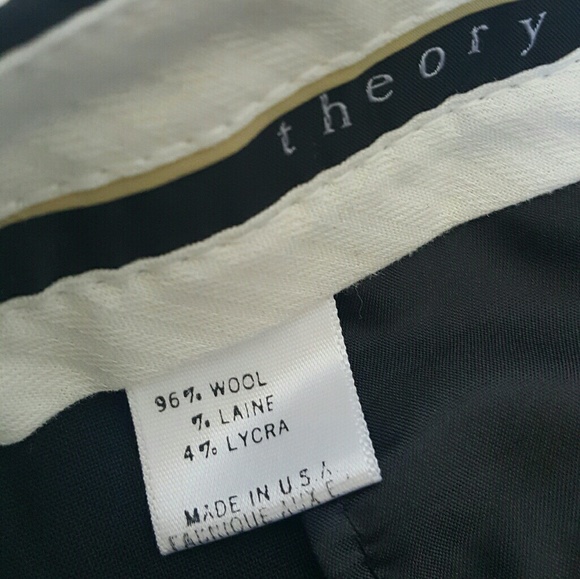 theory
96% WOOL
% LAINE
4% LYCRA
MADE IN U.S.A.
FABRIQUE AUX E